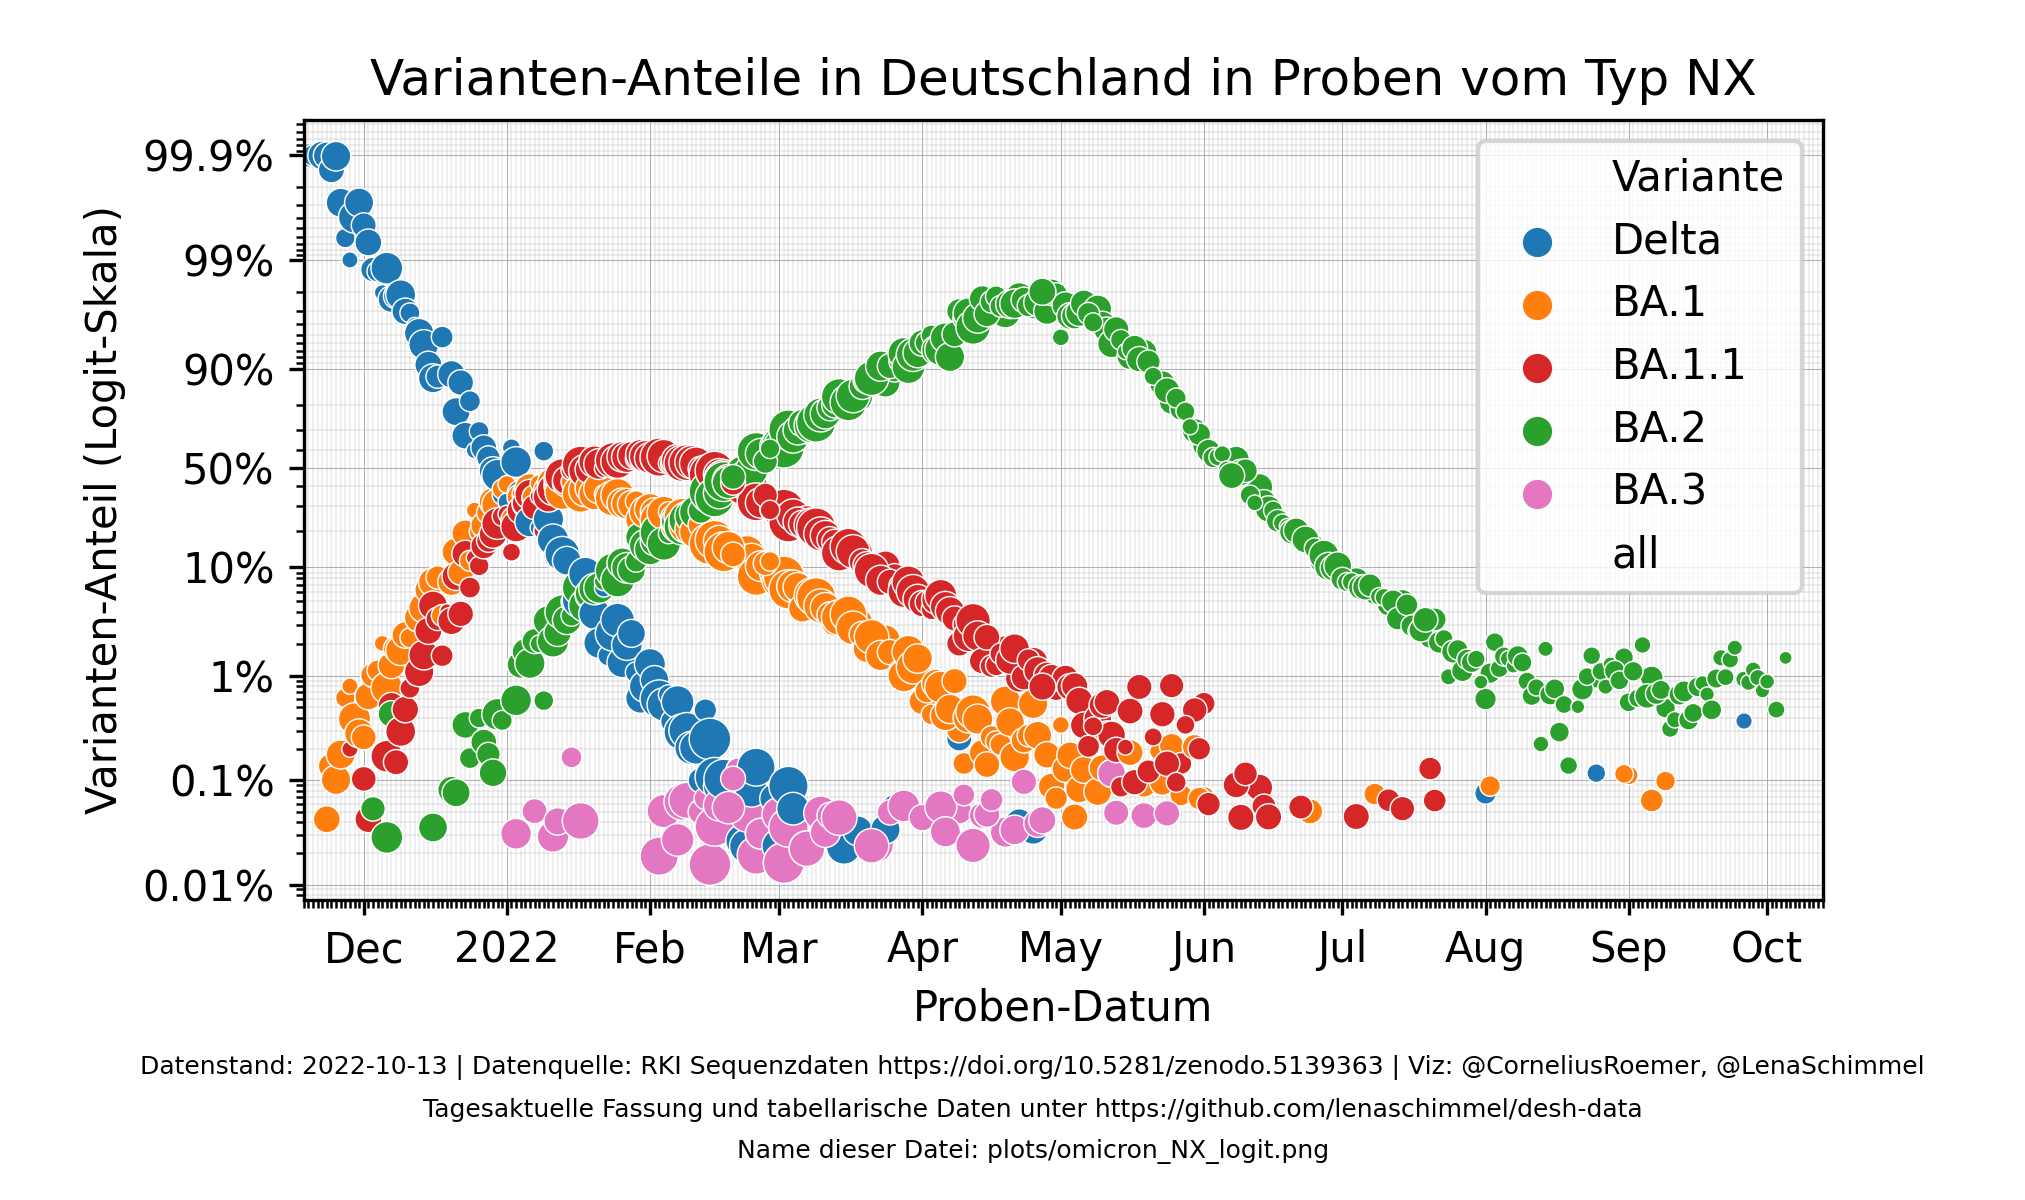 Varianten-Anteile in Deutschland in Proben vom Typ NX
Varianten-Anteil (Logit-Skala)
99.9%
99%
90%
50%
10%
1%
0.1%
0.01%
Variante
Delta
BA.1
BA.1.1
BA.2
BA.3
all
Dec 2022 Feb Mar Apr May Jun Jul Aug Sep Oct
Proben-Datum
Datenstand: 2022-10-13 | Datenquelle: RKI Sequenzdaten https://doi.org/10.5281/zenodo.5139363 | Viz: @CorneliusRoemer, @LenaSchimmel
Tagesaktuelle Fassung und tabellarische Daten unter https://github.com/lenaschimmel/desh-data
Name dieser Datei: plots/omicron_NX_logit.png